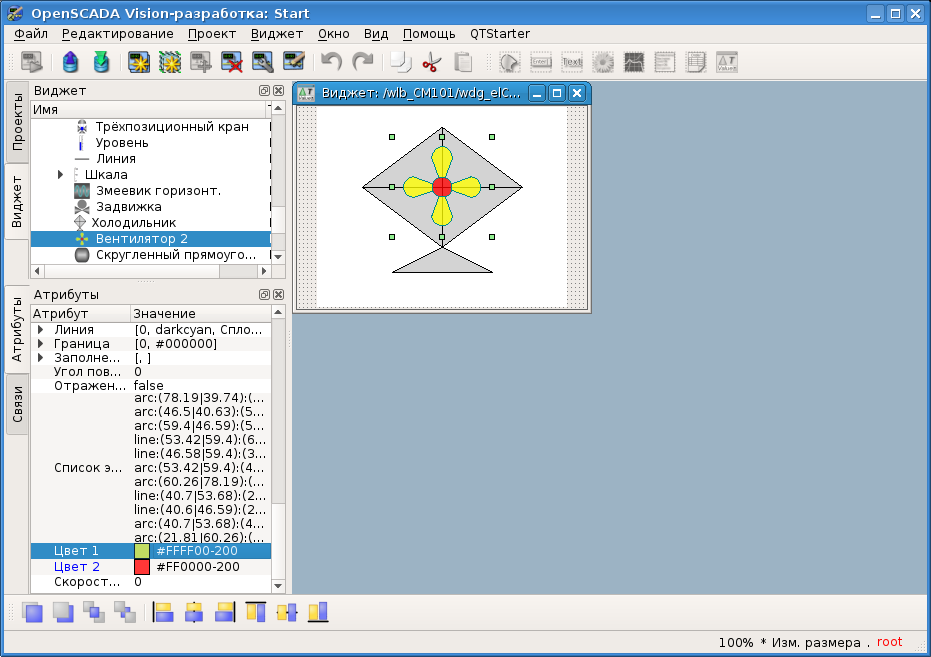 OpenSCADA Vision-разработка: Start
Файл Редактирование Проект Виджет Окно Вид Помощь QTStarter
Проекты
Виджет
Атрибуты
Связи
Виджет
Имя
Трёхпозиционный кран
Уровень
Линия
Шкала
Змеевик горизонт.
Задвижка
Холодильник
Вентилятор 2
Скругленный прямоуго...
Атрибуты
Атрибут Значение
Линия [0, darkcyan, Спло...
Граница [0, #000000]
Заполне... [, ]
Угол пов... 0
Отражен... false
Список э...
arc:(78.19|39.74):(...
arc:(46.5|40.63):(5...
arc:(59.4|46.59):(5...
line:(53.42|59.4):(6...
line:(46.58|59.4):(3...
arc:(53.42|59.4):(4...
arc:(60.26|78.19):(...
line:(40.7|53.68):(2...
line:(40.6|46.59):(2...
arc:(40.7|53.68):(4...
arc:(21.81|60.26):(...
Цвет 1 #FFFF00-200
Цвет 2 #FF0000-200
Скорост... 0
Виджет: /wlb_CM101/wdg_elC...
Text
100% * Изм. размера . root